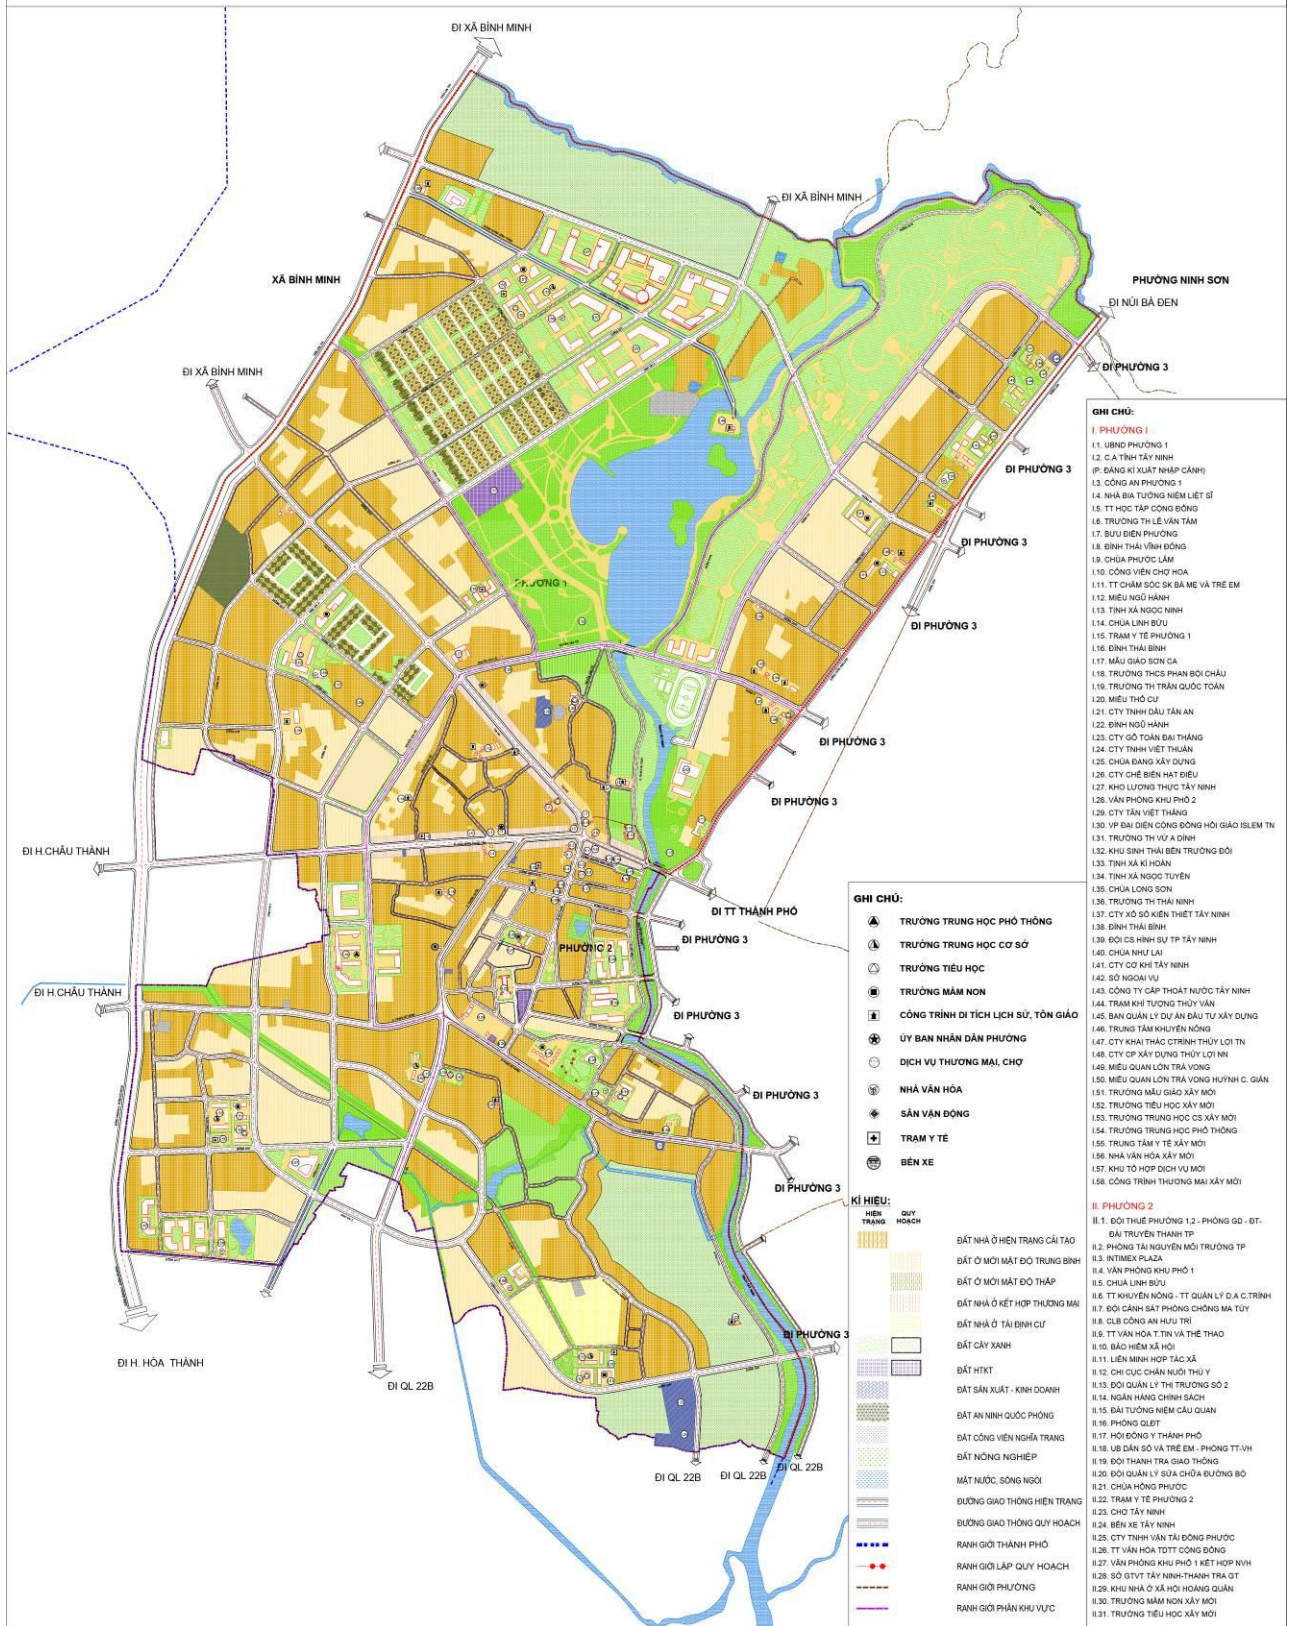 ĐI XÃ BÌNH MINH
ĐI XÃ BÌNH MINH
XÃ BÌNH MINH
PHƯỜNG NINH SƠN
ĐI NÚI BÀ ĐEN
ĐI XÃ BÌNH MINH
ĐI PHƯỜNG 3
ĐI PHƯỜNG 3
ĐI PHƯỜNG 3
PHƯỜNG 1
ĐI PHƯỜNG 3
ĐI PHƯỜNG 3
ĐI PHƯỜNG 3
ĐI H.CHÂU THÀNH
ĐI TT THÀNH PHỐ
PHƯỜNG 2
ĐI PHƯỜNG 3
ĐI H.CHÂU THÀNH
ĐI PHƯỜNG 3
ĐI PHƯỜNG 3
ĐI PHƯỜNG 3
ĐI PHƯỜNG 3
ĐI H. HÒA THÀNH
ĐI QL 22B
ĐI QL 22B
ĐI QL 22B
ĐI QL 22B
GHI CHÚ:
TRƯỜNG TRUNG HỌC PHỔ THÔNG
TRƯỜNG TRUNG HỌC CƠ SỞ
TRƯỜNG TIỂU HỌC
TRƯỜNG MẦM NON
CÔNG TRÌNH DI TÍCH LỊCH SỬ, TÔN GIÁO
ỦY BAN NHÂN DÂN PHƯỜNG
DỊCH VỤ THƯƠNG MẠI, CHỢ
NHÀ VĂN HÓA
SÂN VẬN ĐỘNG
TRẠM Y TẾ
BẾN XE
KÍ HIỆU:
HIỆN TRẠNG
QUY HOẠCH
ĐẤT NHÀ Ở HIỆN TRẠNG CẢI TẠO
ĐẤT Ở MỚI MẬT ĐỘ TRUNG BÌNH
ĐẤT Ở MỚI MẬT ĐỘ THẤP
ĐẤT NHÀ Ở KẾT HỢP THƯƠNG MẠI
ĐẤT NHÀ Ở TÁI ĐỊNH CƯ
ĐẤT CÂY XANH
ĐẤT HTKT
ĐẤT SẢN XUẤT - KINH DOANH
ĐẤT AN NINH QUỐC PHÒNG
ĐẤT CÔNG VIÊN NGHĨA TRANG
ĐẤT NÔNG NGHIỆP
MẶT NƯỚC, SÔNG NGÒI
ĐƯỜNG GIAO THÔNG HIỆN TRẠNG
ĐƯỜNG GIAO THÔNG QUY HOẠCH
RANH GIỚI THÀNH PHỐ
RANH GIỚI LẬP QUY HOẠCH
RANH GIỚI PHƯỜNG
RANH GIỚI PHÂN KHU VỰC
GHI CHÚ:
I. PHƯỜNG I
I.1. UBND PHƯỜNG 1
I.2. C.A TỈNH TÂY NINH
(P. ĐĂNG KÍ XUẤT NHẬP CẢNH)
I.3. CÔNG AN PHƯỜNG 1
I.4. NHÀ BIA TƯỞNG NIỆM LIỆT SĨ
I.5. TT HỌC TẬP CỘNG ĐỒNG
I.6. TRƯỜNG TH LÊ VĂN TÁM
I.7. BƯU ĐIỆN PHƯỜNG
I.8. ĐÌNH THÁI VĨNH ĐÔNG
I.9. CHÙA PHƯỚC LÂM
I.10. CÔNG VIÊN CHỢ HOA
I.11. TT CHĂM SÓC SK BÀ MẸ VÀ TRẺ EM
I.12. MIẾU NGŨ HÀNH
I.13. TỊNH XÁ NGỌC NINH
I.14. CHÙA LINH BỬU
I.15. TRẠM Y TẾ PHƯỜNG 1
I.16. ĐÌNH THÁI BÌNH
I.17. MẪU GIÁO SƠN CA
I.18. TRƯỜNG THCS PHAN BỘI CHÂU
I.19. TRƯỜNG TH TRẦN QUỐC TOẢN
I.20. MIẾU THỔ CƯ
I.21. CTY TNHH DẦU TÂN AN
I.22. ĐÌNH NGŨ HÀNH
I.23. CTY GỖ TOÀN ĐẠI THẮNG
I.24. CTY TNHH VIỆT THUẬN
I.25. CHÙA ĐANG XÂY DỰNG
I.26. CTY CHẾ BIẾN HẠT ĐIỀU
I.27. KHO LƯƠNG THỰC TÂY NINH
I.28. VĂN PHÒNG KHU PHỐ 2
I.29. CTY TÂN VIỆT THẮNG
I.30. VP ĐẠI DIỆN CỘNG ĐỒNG HỒI GIÁO ISLEM TN
I.31. TRƯỜNG TH VỪ A DÍNH
I.32. KHU SINH THÁI BẾN TRƯỜNG ĐỔI
I.33. TỊNH XÁ KÌ HOÀN
I.34. TỊNH XÁ NGỌC TUYỀN
I.35. CHÙA LONG SƠN
I.36. TRƯỜNG TH THÁI NINH
I.37. CTY XỔ SỐ KIẾN THIẾT TÂY NINH
I.38. ĐÌNH THÁI BÌNH
I.39. ĐỘI CS HÌNH SỰ TP TÂY NINH
I.40. CHÙA NHƯ LAI
I.41. CTY CƠ KHÍ TÂY NINH
I.42. SỞ NGOẠI VỤ
I.43. CÔNG TY CẤP THOÁT NƯỚC TÂY NINH
I.44. TRẠM KHÍ TƯỢNG THỦY VĂN
I.45. BAN QUẢN LÝ DỰ ÁN ĐẦU TƯ XÂY DỰNG
I.46. TRUNG TÂM KHUYẾN NÔNG
I.47. CTY KHAI THÁC CTRÌNH THỦY LỢI TN
I.48. CTY CP XÂY DỰNG THỦY LỢI NN
I.49. MIẾU QUAN LỚN TRÀ VONG
I.50. MIẾU QUAN LỚN TRÀ VONG HUỲNH C. GIẢN
I.51. TRƯỜNG MẪU GIÁO XÂY MỚI
I.52. TRƯỜNG TIỂU HỌC XÂY MỚI
I.53. TRƯỜNG TRUNG HỌC CS XÂY MỚI
I.54. TRƯỜNG TRUNG HỌC PHỔ THÔNG
I.55. TRUNG TÂM Y TẾ XÂY MỚI
I.56. NHÀ VĂN HÓA XÂY MỚI
I.57. KHU TỔ HỢP DỊCH VỤ MỚI
I.58. CÔNG TRÌNH THƯƠNG MẠI XÂY MỚI
II. PHƯỜNG 2
II.1. ĐỘI THUẾ PHƯỜNG 1,2 - PHÒNG GD - ĐT-
ĐÀI TRUYỀN THANH TP
II.2. PHÒNG TÀI NGUYÊN MÔI TRƯỜNG TP
II.3. INTIMEX PLAZA
II.4. VĂN PHÒNG KHU PHỐ 1
II.5. CHÙA LINH BỬU
II.6. TT KHUYẾN NÔNG - TT QUẢN LÝ D.A C.TRÌNH
II.7. ĐỘI CẢNH SÁT PHÒNG CHỐNG MA TÚY
II.8. CLB CÔNG AN HƯU TRÍ
II.9. TT VĂN HÓA T.TIN VÀ THỂ THAO
II.10. BẢO HIỂM XÃ HỘI
II.11. LIÊN MINH HỢP TÁC XÃ
II.12. CHI CỤC CHĂN NUÔI THÚ Y
II.13. ĐỘI QUẢN LÝ THỊ TRƯỜNG SỐ 2
II.14. NGÂN HÀNG CHÍNH SÁCH
II.15. ĐÀI TƯỞNG NIỆM CẦU QUAN
II.16. PHÒNG QLĐT
II.17. HỘI ĐÔNG Y THÀNH PHỐ
II.18. UB DÂN SỐ VÀ TRẺ EM - PHÒNG TT-VH
II.19. ĐỘI THANH TRA GIAO THÔNG
II.20. ĐỘI QUẢN LÝ SỬA CHỮA ĐƯỜNG BỘ
II.21. CHÙA HỒNG PHƯỚC
II.22. TRẠM Y TẾ PHƯỜNG 2
II.23. CHỢ TÂY NINH
II.24. BẾN XE TÂY NINH
II.25. CTY TNHH VẬN TẢI ĐỒNG PHƯỚC
II.26. TT VĂN HÓA TDTT CỘNG ĐỒNG
II.27. VĂN PHÒNG KHU PHỐ 1 KẾT HỢP NVH
II.28. SỞ GTVT TÂY NINH-THANH TRA GT
II.29. KHU NHÀ Ở XÃ HỘI HOÀNG QUÂN
II.30. TRƯỜNG MẦM NON XÂY MỚI
II.31. TRƯỜNG TIỂU HỌC XÂY MỚI